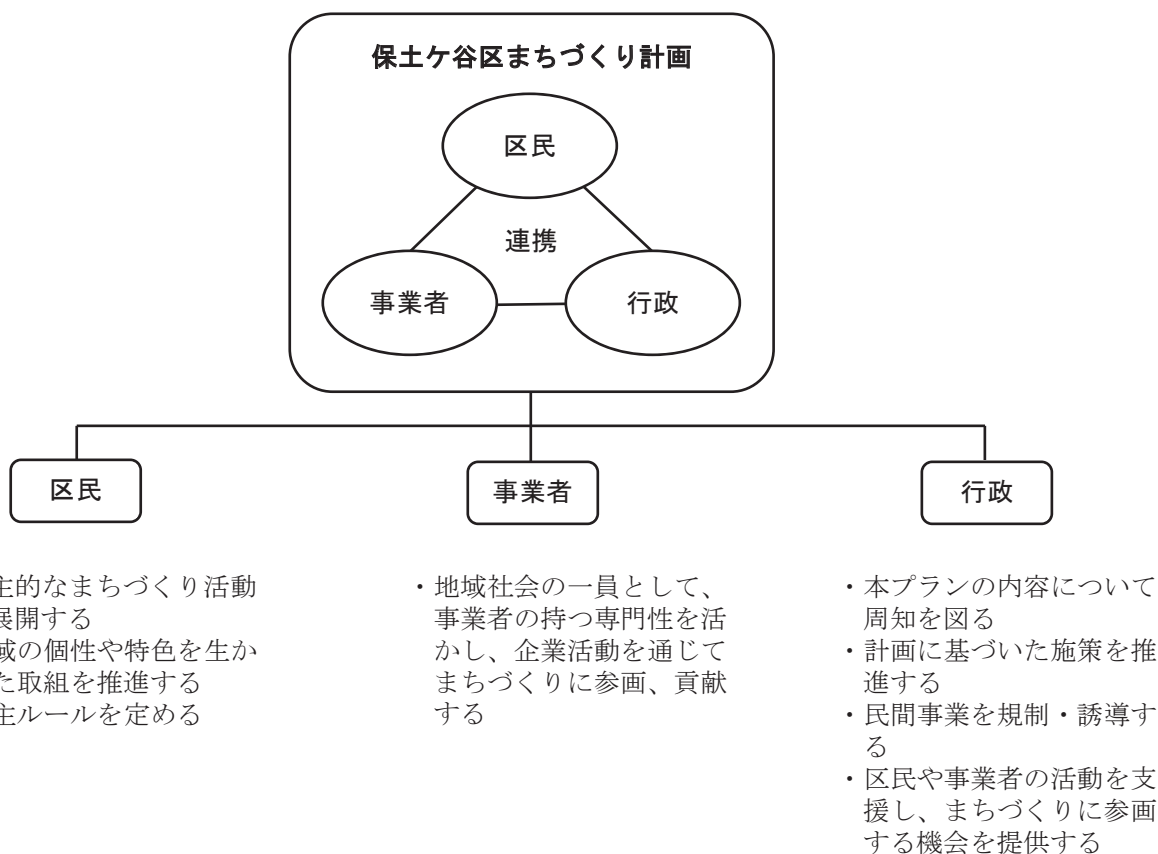 保土ケ谷区まちづくり計画
区民
連携
事業者
行政
区民
事業者
行政
主的なまちづくり活動
展開する
域の個性や特色を生か
た取組を推進する
主ルールを定める
・地域社会の一員として、
事業者の持つ専門性を活
かし、企業活動を通じて
まちづくりに参画、貢献
する
・本プランの内容について
周知を図る
・計画に基づいた施策を推
進する
・民間事業を規制・誘導す
る
・区民や事業者の活動を支
援し、まちづくりに参画
する機会を提供する